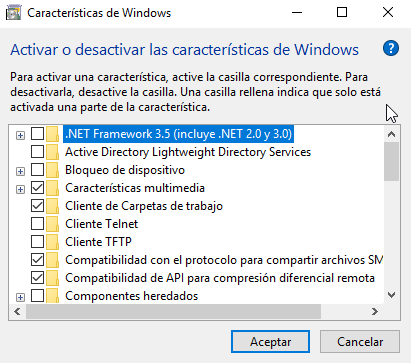 Características de Windows
Activar o desactivar las características de Windows
?
Para activar una característica, active la casilla correspondiente. Para
desactivarla, desactive la casilla. Una casilla rellena indica que solo está
activada una parte de la característica.
.NET Framework 3.5 (incluye .NET 2.0 y 3.0)
Active Directory Lightweight Directory Services
Bloqueo de dispositivo
Características multimedia
Cliente de Carpetas de trabajo
Cliente Telnet
Cliente TFTP
Compatibilidad con el protocolo para compartir archivos SM
Compatibilidad de API para compresión diferencial remota
Componentes heredados
Aceptar
Cancelar